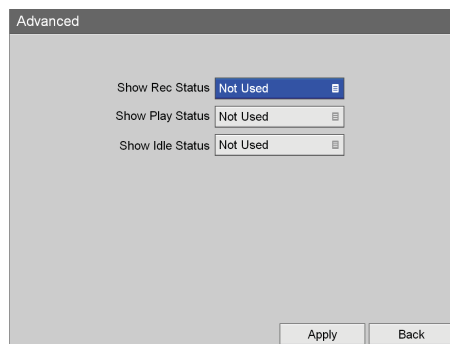 Advanced
Show Rec Status Not Used
Show Play Status Not Used
Show Idle Status Not Used
Apply Back